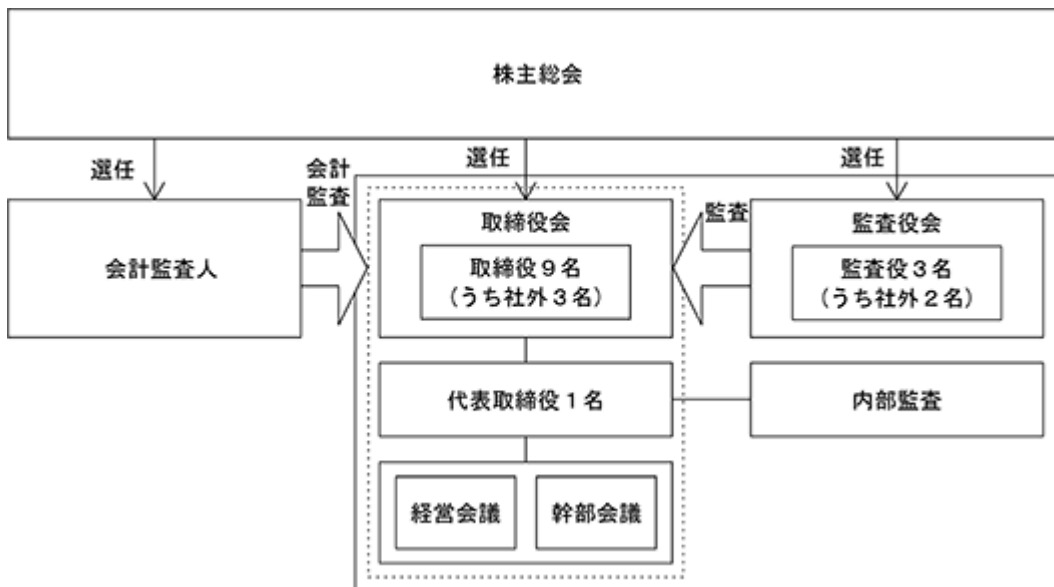 株主総会
選任
選任
選任
会計
監査
監査
会計監査人
取締役会
取締役9名
(うち社外3名)
監査役会
監査役3名
(うち社外2名)
代表取締役1名
内部監査
経営会議
幹部会議